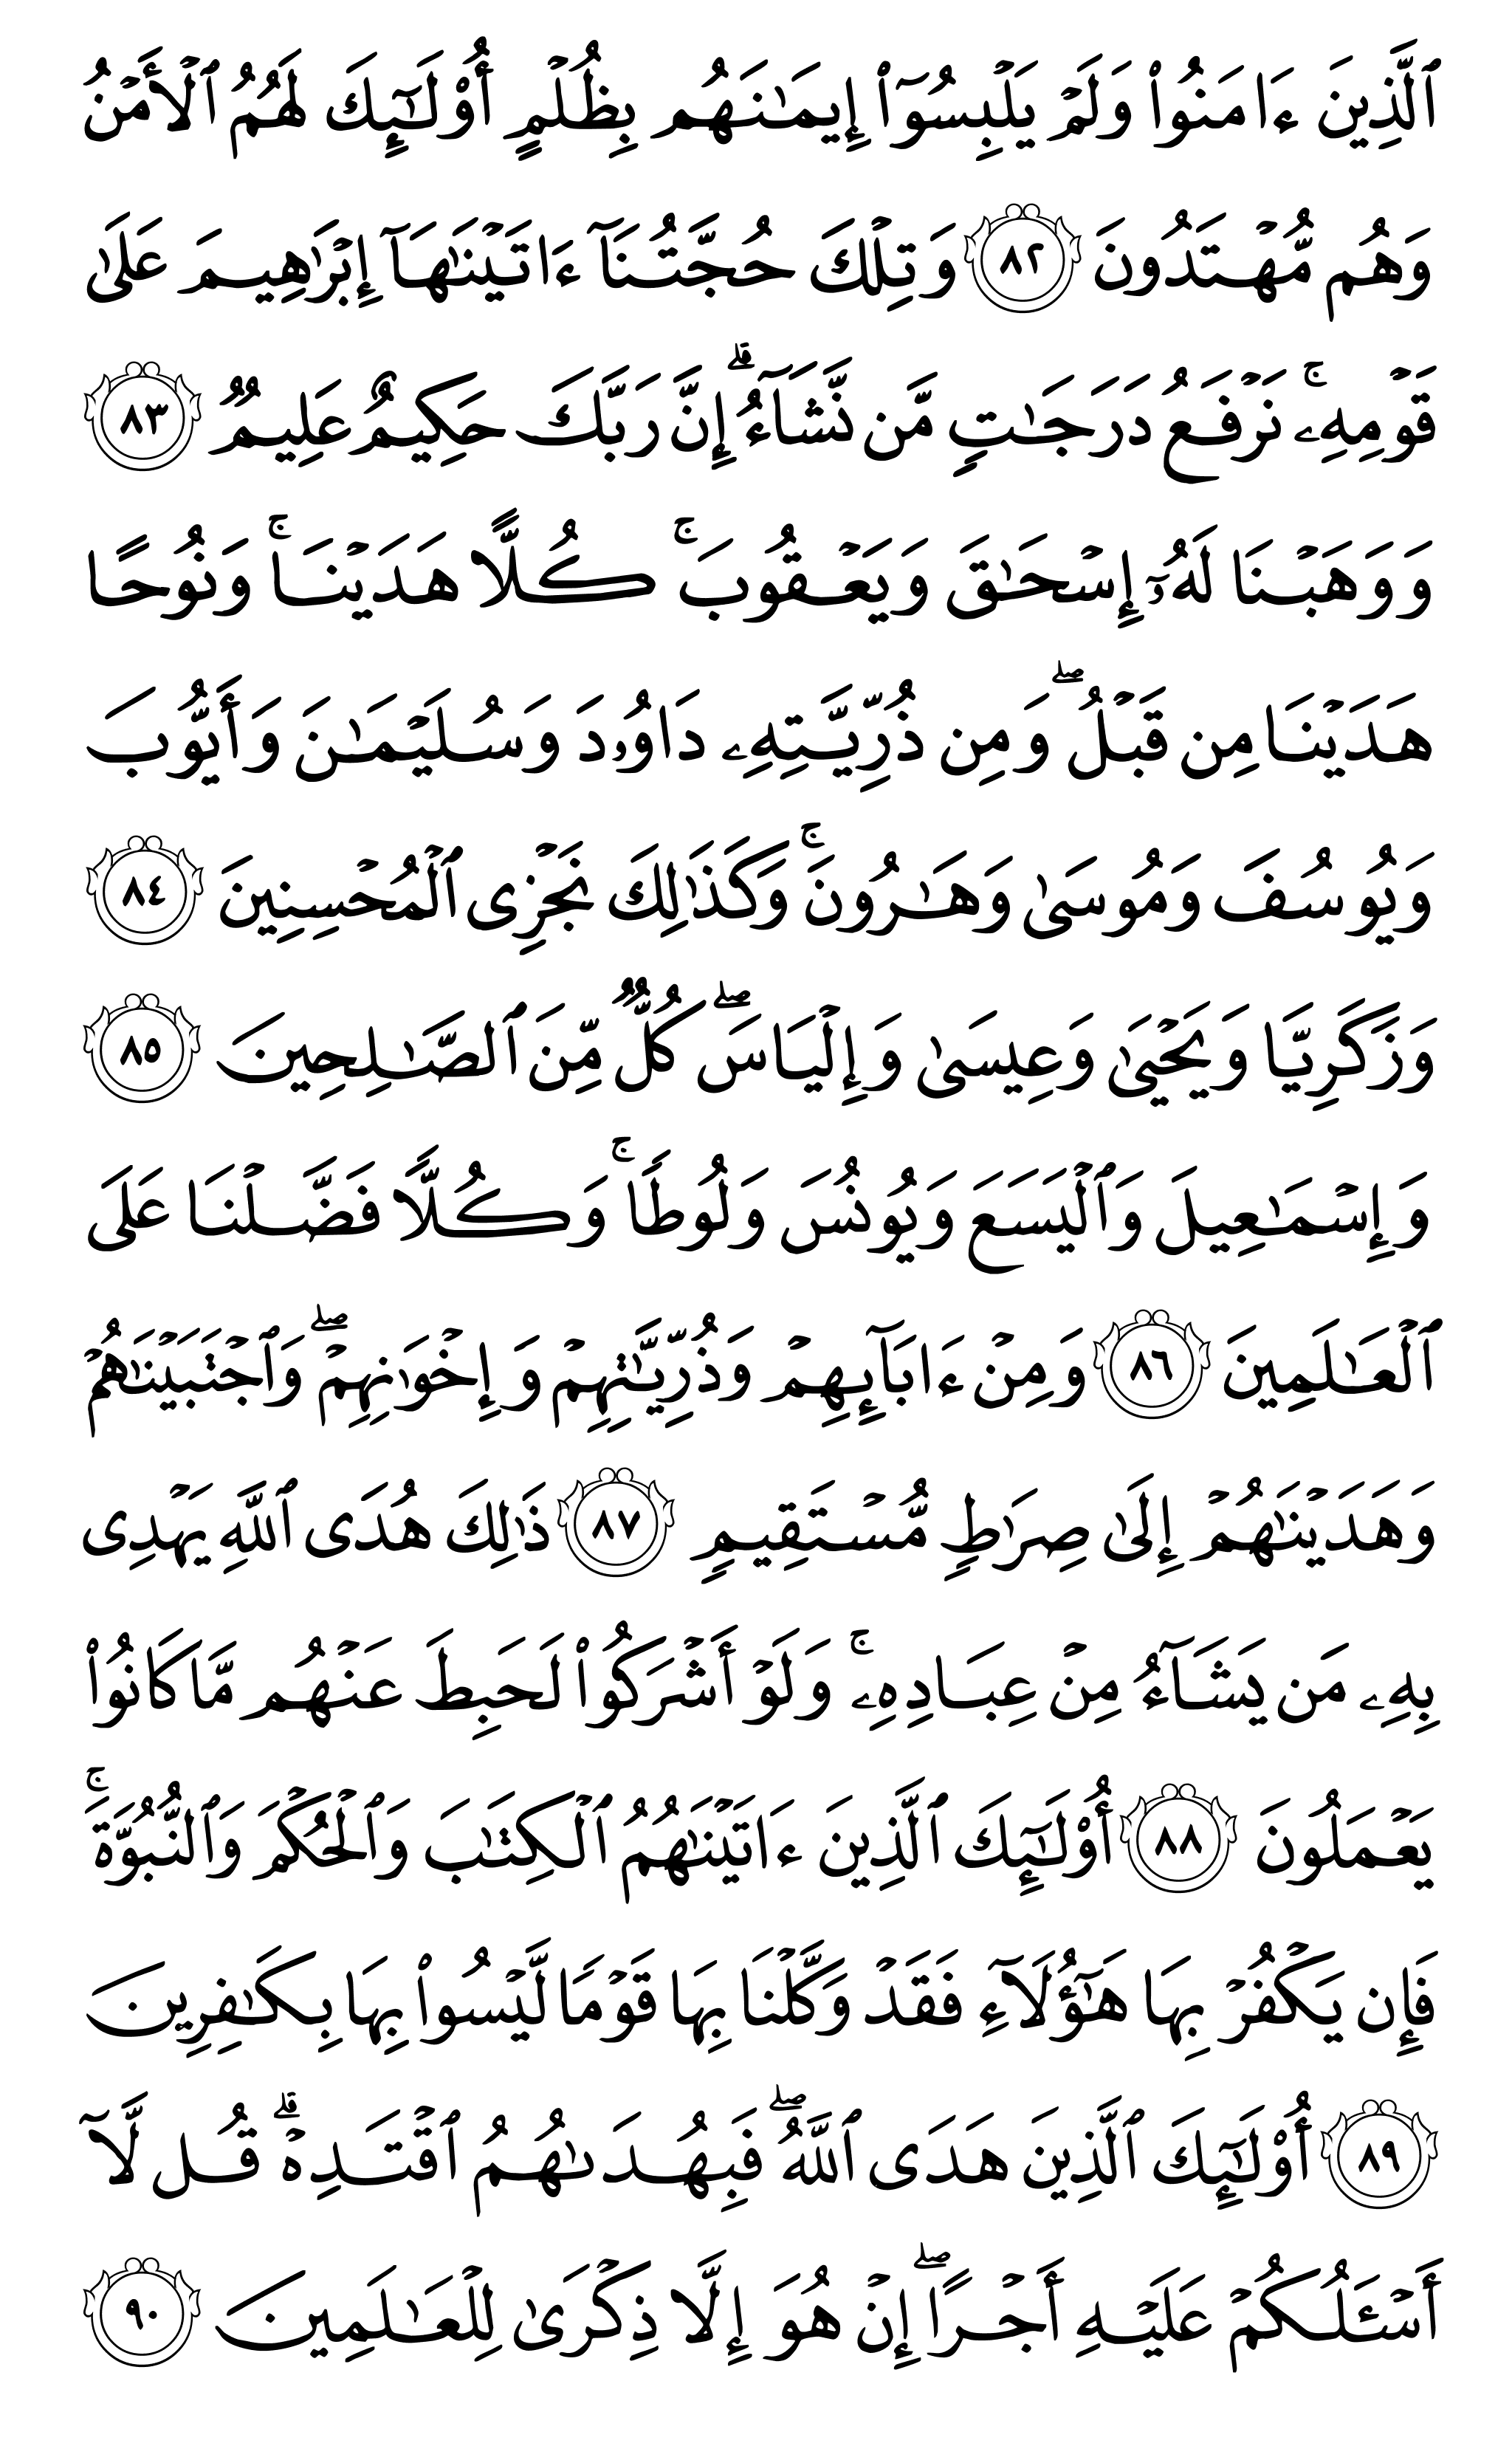 ٱلَّذِينَ ءَامَنُوا۟ وَلَمْ يَلْبِسُوٓا۟ إِيمَـٰنَهُم بِظُلْمٍ أُو۟لَـٰٓئِكَ لَهُمُ ٱلْأَمْنُ
وَهُم مُّهْتَدُونَ ٨٢ وَتِلْكَ حُجَّتُنَآ ءَاتَيْنَـٰهَآ إِبْرَٰهِيمَ عَلَىٰ
قَوْمِهِۦ ۚ نَرْفَعُ دَرَجَـٰتٍ مَّن نَّشَآءُ ۗ إِنَّ رَبَّكَ حَكِيمٌ عَلِيمٌ ٨٣
وَوَهَبْنَا لَهُۥٓ إِسْحَـٰقَ وَيَعْقُوبَ ۚ كُلًّا هَدَيْنَا ۚ وَنُوحًا
هَدَيْنَا مِن قَبْلُ ۖ وَمِن ذُرِّيَّتِهِۦ دَاوُۥدَ وَسُلَيْمَـٰنَ وَأَيُّوبَ
وَيُوسُفَ وَمُوسَىٰ وَهَـٰرُونَ ۚ وَكَذَٰلِكَ نَجْزِى ٱلْمُحْسِنِينَ ٨٤
وَزَكَرِيَّا وَيَحْيَىٰ وَعِيسَىٰ وَإِلْيَاسَ ۖ كُلٌّ مِّنَ ٱلصَّـٰلِحِينَ ٨٥
وَإِسْمَـٰعِيلَ وَٱلْيَسَعَ وَيُونُسَ وَلُوطًا ۚ وَكُلًّا فَضَّلْنَا عَلَى
ٱلْعَـٰلَمِينَ ٨٦ وَمِنْ ءَابَآئِهِمْ وَذُرِّيَّـٰتِهِمْ وَإِخْوَٰنِهِمْ ۖ وَٱجْتَبَيْنَـٰهُمْ
وَهَدَيْنَـٰهُمْ إِلَىٰ صِرَٰطٍ مُّسْتَقِيمٍ ٨٧ ذَٰلِكَ هُدَى ٱللَّهِ يَهْدِى
بِهِۦ مَن يَشَآءُ مِنْ عِبَادِهِۦ ۚ وَلَوْ أَشْرَكُوا۟ لَحَبِطَ عَنْهُم مَّا كَانُوا۟
يَعْمَلُونَ ٨٨ أُو۟لَـٰٓئِكَ ٱلَّذِينَ ءَاتَيْنَـٰهُمُ ٱلْكِتَـٰبَ وَٱلْحُكْمَ وَٱلنُّبُوَّةَ ۚ
فَإِن يَكْفُرْ بِهَا هَـٰٓؤُلَآءِ فَقَدْ وَكَّلْنَا بِهَا قَوْمًا لَّيْسُوا۟ بِهَا بِكَـٰفِرِينَ
٨٩ أُو۟لَـٰٓئِكَ ٱلَّذِينَ هَدَى ٱللَّهُ ۖ فَبِهُدَىٰهُمُ ٱقْتَدِهْ ۗ قُل لَّآ
أَسْـَٔلُكُمْ عَلَيْهِ أَجْرًا ۖ إِنْ هُوَ إِلَّا ذِكْرَىٰ لِلْعَـٰلَمِينَ ٩٠